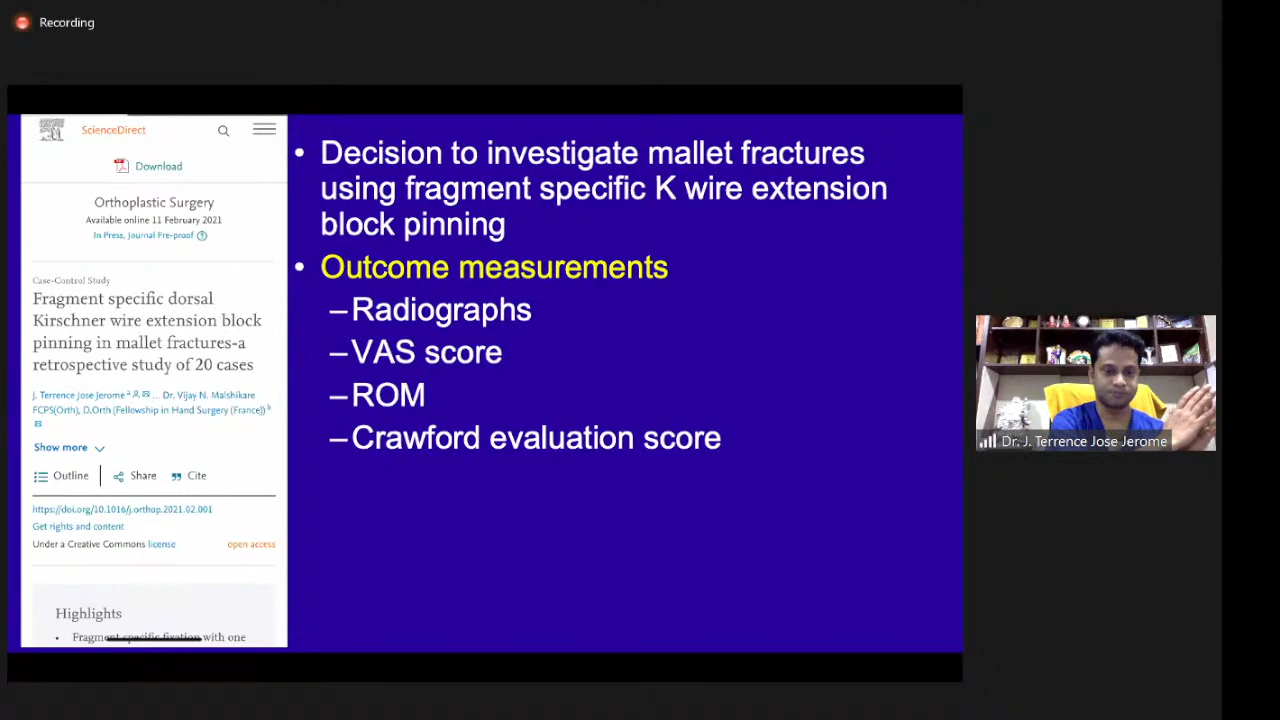 Recording
ScienceDirect
Download
Orthoplastic Surgery
Available online 11 February 2021
In Press, Journal Pre-proof
Case-Control Study
Fragment specific dorsal
Kirschner wire extension block
pinning in mallet fractures-a
retrospective study of 20 cases
J. Terrence Jose Jerome a ... Dr. Vijay N. Malshikare
FCPS(Orth), D.Orth (Fellowship in Hand Surgery (France)) b
Show more
Outline Share Cite
https://doi.org/10.1016/j.orthop.2021.02.001
Get rights and content
Under a Creative Commons license open access
Highlights
• Fragment specific fixation with one
• Decision to investigate mallet fractures
using fragment specific K wire extension
block pinning
• Outcome measurements
–Radiographs
–VAS score
–ROM
–Crawford evaluation score
Dr. J. Terrence Jose Jerome